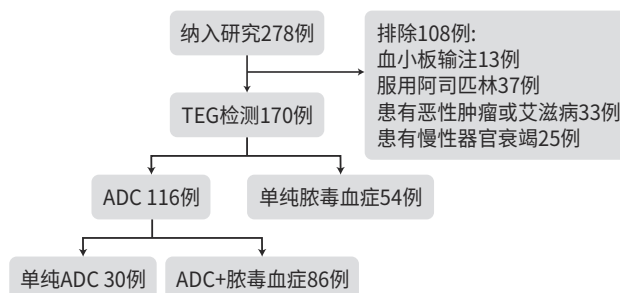 纳入研究278例
排除108例:
血小板输注13例
服用阿司匹林37例
患有恶性肿瘤或艾滋病33例
患有慢性器官衰竭25例
TEG检测170例
ADC 116例
单纯脓毒血症54例
单纯ADC 30例
ADC+脓毒血症86例